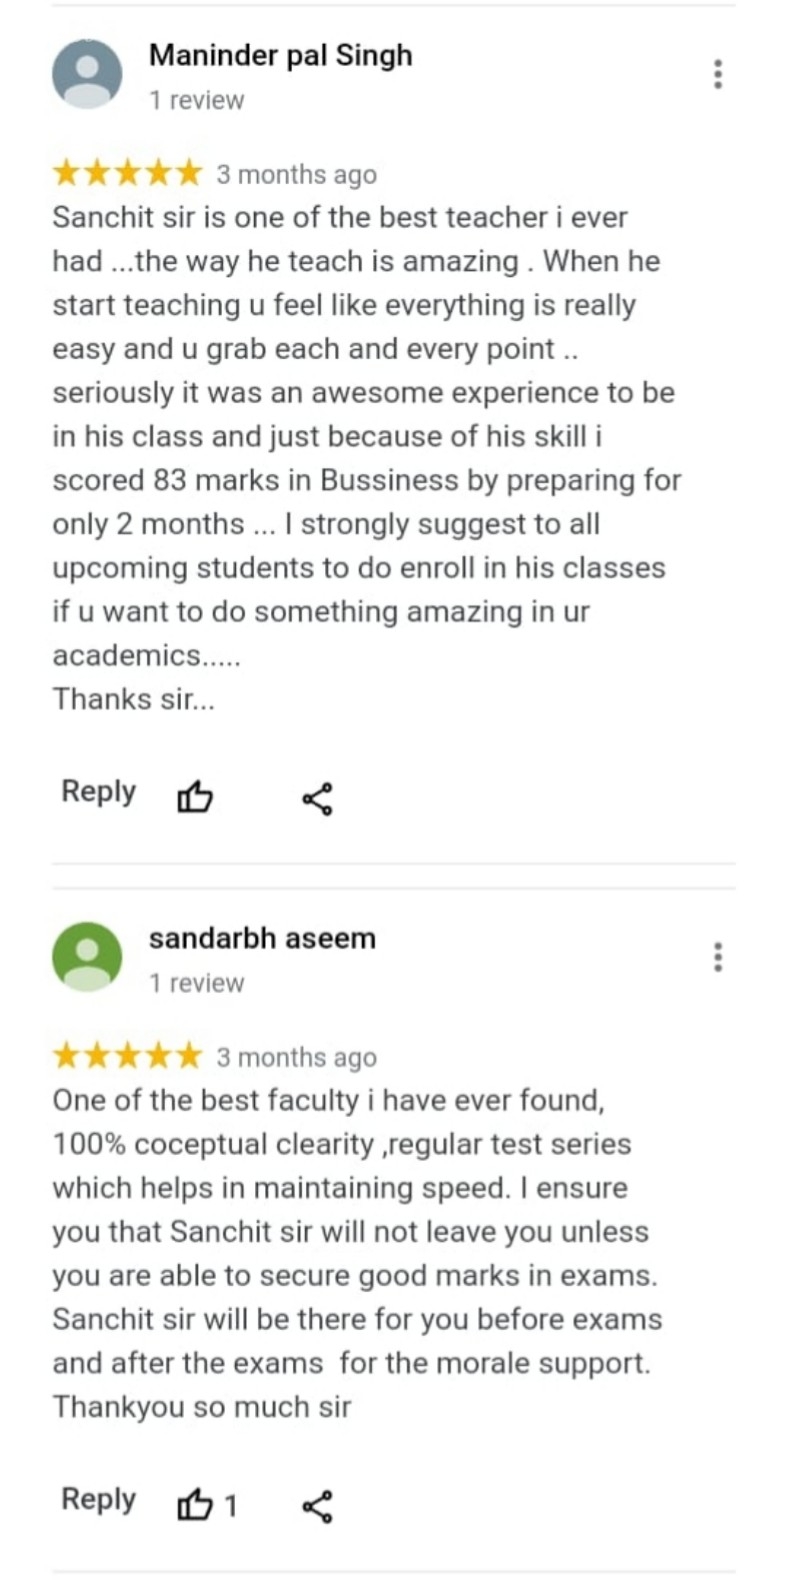 Maninder pal Singh
1 review
3 months ago
Sanchit sir is one of the best teacher i ever
had ...the way he teach is amazing . When he
start teaching u feel like everything is really
easy and u grab each and every point ..
seriously it was an awesome experience to be
in his class and just because of his skill i
scored 83 marks in Bussiness by preparing for
only 2 months ... I strongly suggest to all
upcoming students to do enroll in his classes
if u want to do something amazing in ur
academics.....
Thanks sir...
Reply
sandarbh aseem
1 review
3 months ago
One of the best faculty i have ever found,
100% coceptual clearity ,regular test series
which helps in maintaining speed. I ensure
you that Sanchit sir will not leave you unless
you are able to secure good marks in exams.
Sanchit sir will be there for you before exams
and after the exams  for the morale support.
Thankyou so much sir
Reply 1